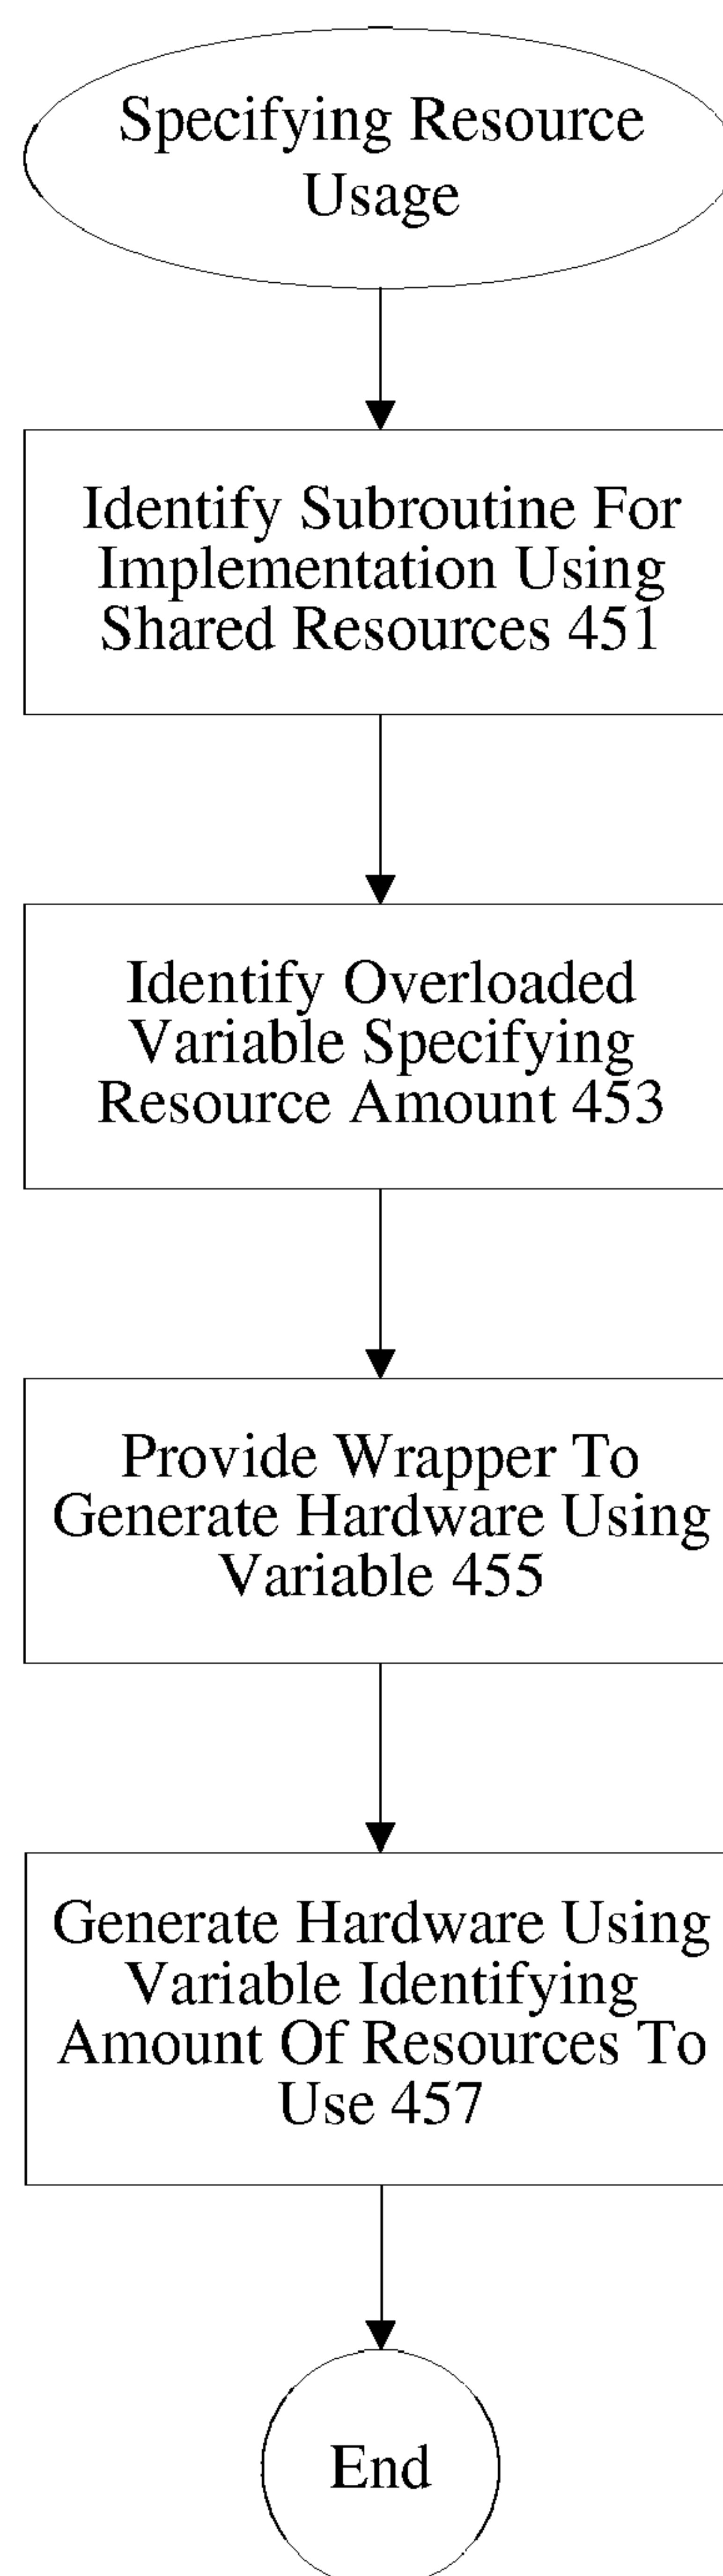 Specifying Resource
Usage
Identify Subroutine For
Implementation Using
Shared Resources 451
Identify Overloaded
Variable Specifying
Resource Amount 453
Provide Wrapper To
Generate Hardware Using
Variable 455
Generate Hardware Using
Variable Identifying
Amount Of Resources To
Use 457
End